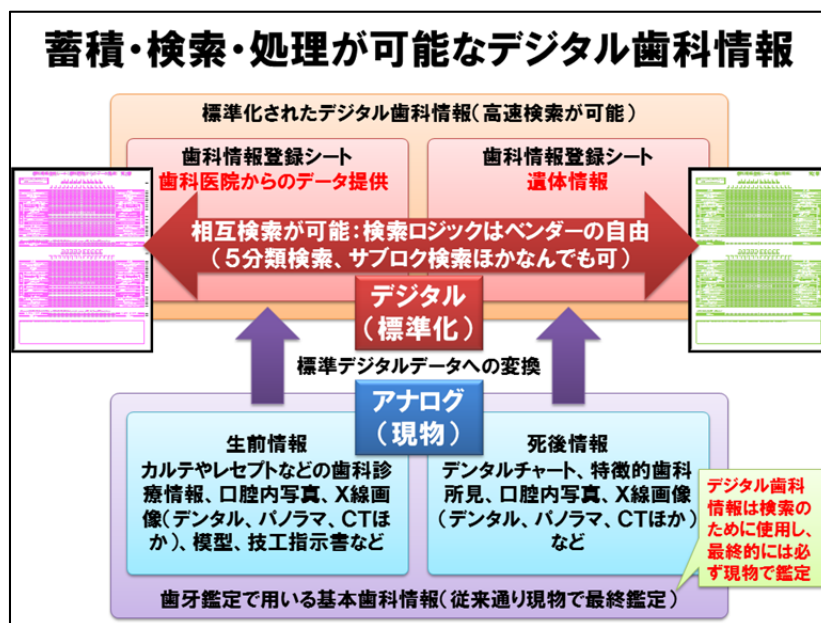 蓄積・検索・処理が可能なデジタル歯科情報
標準化されたデジタル歯科情報(高速検索が可能)
歯科情報登録シート
歯科医院からのデータ提供
歯科情報登録シート
遺体情報
相互検索が可能:検索ロジックはベンダーの自由
(5分類検索、サブロク検索ほかなんでも可)
デジタル
(標準化)
標準デジタルデータへの変換
アナログ
(現物)
生前情報
カルテやレセプトなどの歯科診
療情報、口腔内写真、X線画
像(デンタル、パノラマ、CTほ
か)、模型、技工指示書など
死後情報
デンタルチャート、特徴的歯科
所見、口腔内写真、X線画像
(デンタル、パノラマ、CTほか)
など
デジタル歯科
情報は検索の
ために使用し、
最終的には必
ず現物で鑑定
歯牙鑑定で用いる基本歯科情報(従来通り現物で最終鑑定)